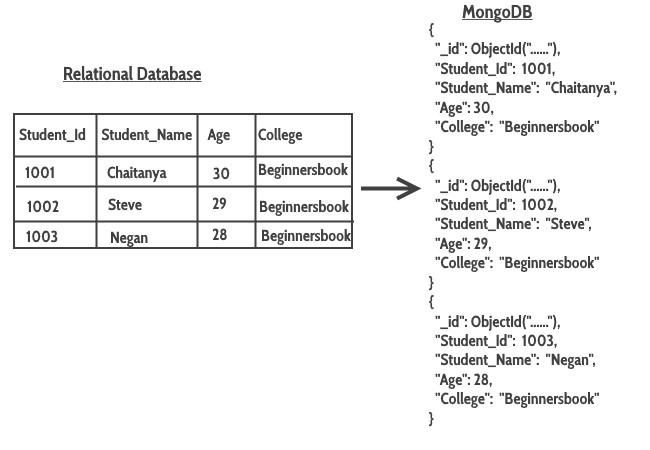 Relational Database
Student_Id Student_Name Age College
1001 Chaitanya 30 Beginnersbook
1002 Steve 29 Beginnersbook
1003 Negan 28 Beginnersbook
MongoDB
{
"_id": ObjectId("......"),
"Student_Id": 1001,
"Student_Name": "Chaitanya",
"Age": 30,
"College": "Beginnersbook"
}
{
"_id": ObjectId("......"),
"Student_Id": 1002,
"Student_Name": "Steve",
"Age": 29,
"College": "Beginnersbook"
}
{
"_id": ObjectId("......"),
"Student_Id": 1003,
"Student_Name": "Negan",
"Age": 28,
"College": "Beginnersbook"
}